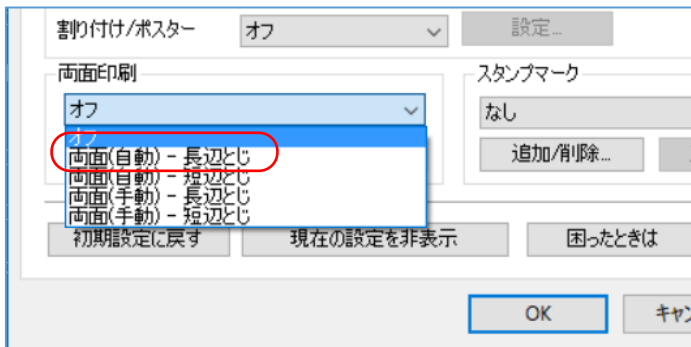 割り付け/ポスター オフ 設定...
両面印刷 スタンプマーク
オフ なし
オフ
両面(自動) - 長辺とじ 追加/削除...
両面(自動) - 短辺とじ
両面(手動) - 長辺とじ
両面(手動) - 短辺とじ
初期設定に戻す 現在の設定を非表示 困ったときは
OK キャン